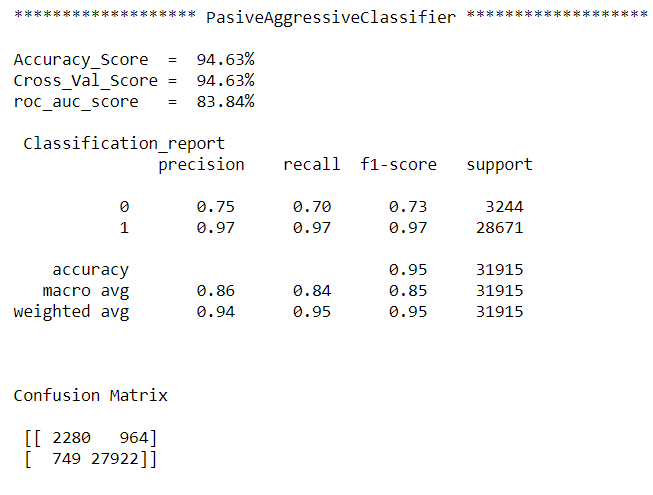 ******************* PasiveAggressiveClassifier *******************
Accuracy_Score  =  94.63%
Cross_Val_Score =  94.63%
roc_auc_score   =  83.84%
Classification_report
precision    recall  f1-score   support
0       0.75      0.70      0.73      3244
1       0.97      0.97      0.97     28671
accuracy                           0.95     31915
macro avg       0.86      0.84      0.85     31915
weighted avg       0.94      0.95      0.95     31915
Confusion Matrix
[[ 2280   964]
[  749 27922]]